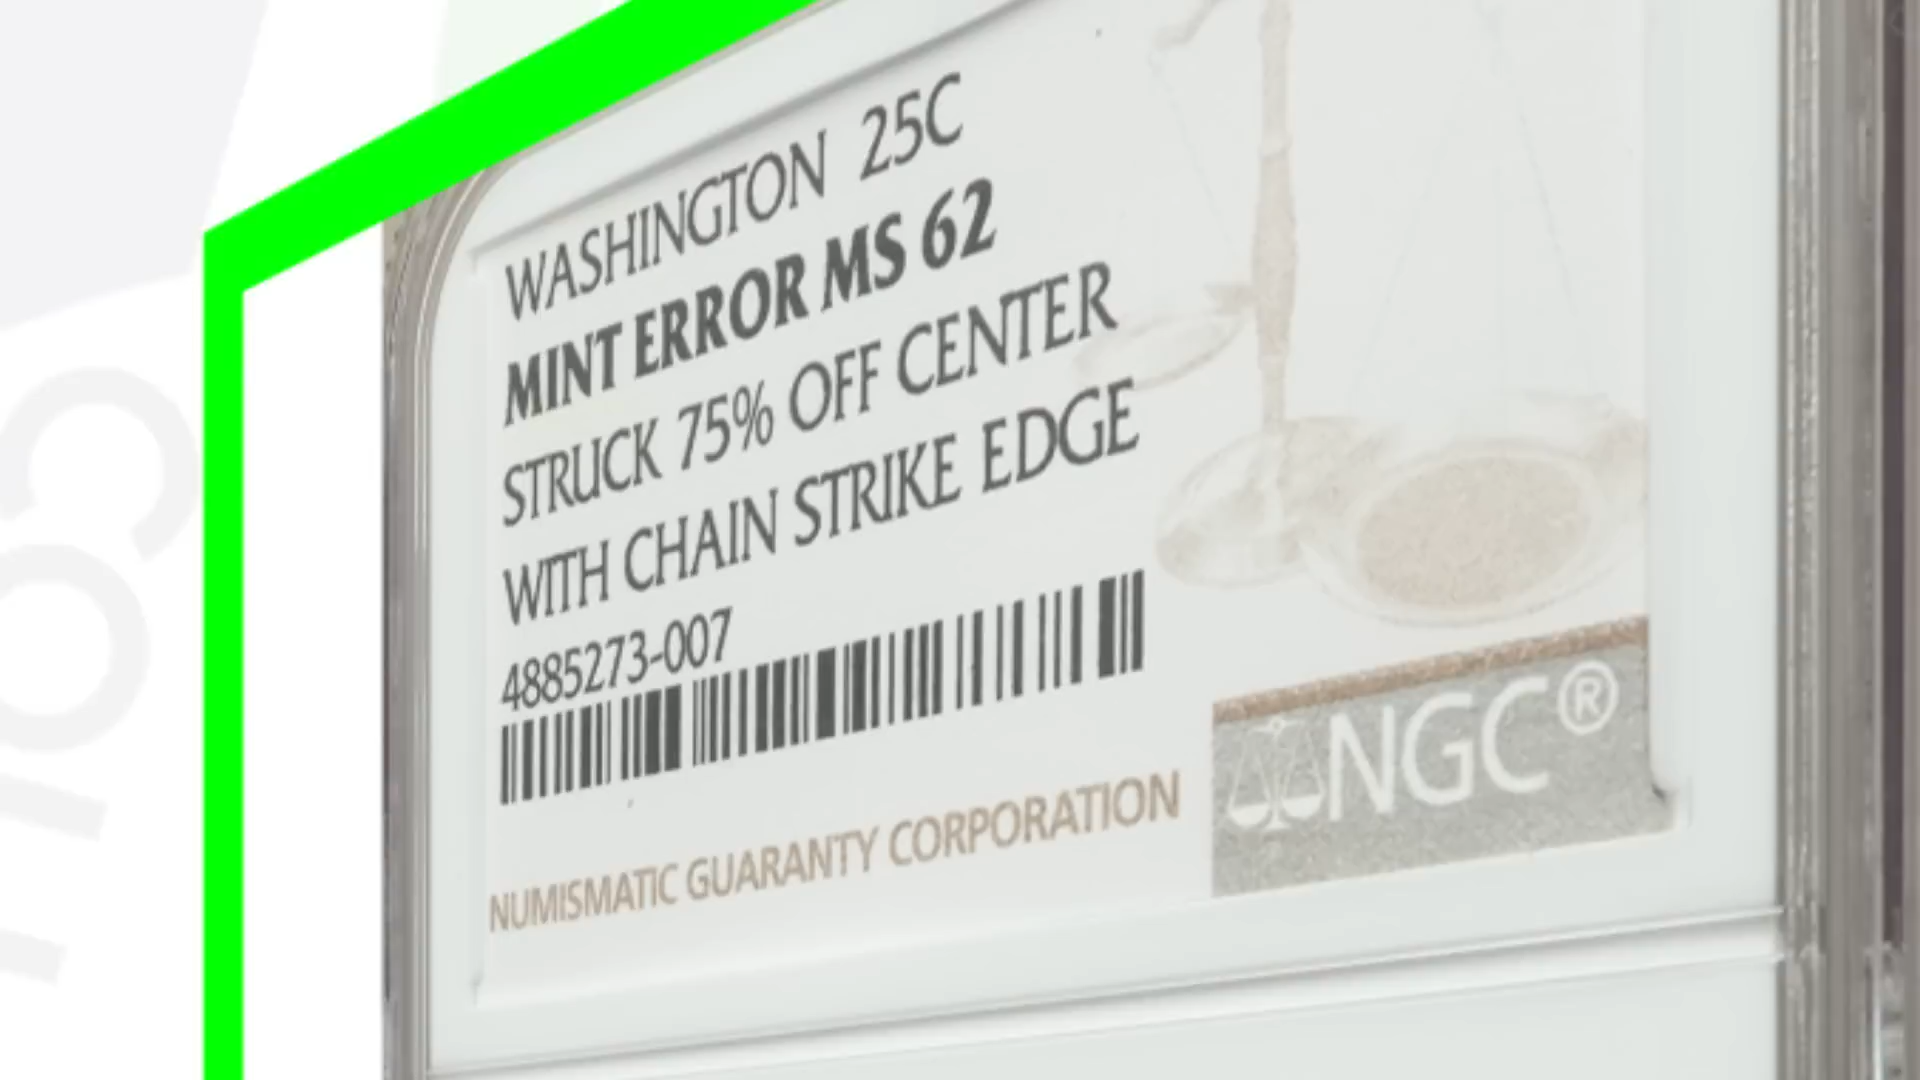 WASHINGTON 25C
MINT ERROR MS 62
STRUCK 75% OFF CENTER
WITH CHAIN STRIKE EDGE
4885273-007
NUMISMATIC GUARANTY CORPORATION
NGC®